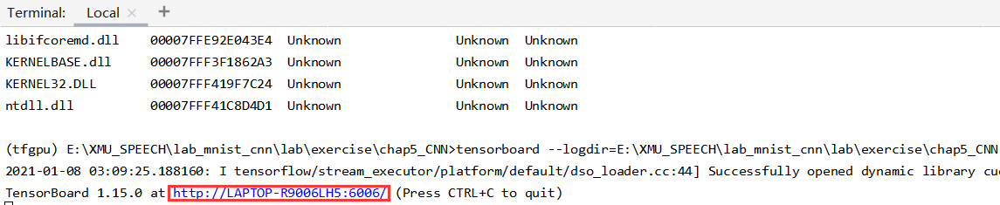 Terminal: Local × +
libifcoremd.dll 00007FFE92E043E4 Unknown Unknown Unknown
KERNELBASE.dll 00007FFF3F1862A3 Unknown Unknown Unknown
KERNEL32.DLL 00007FFF419F7C24 Unknown Unknown Unknown
ntdll.dll 00007FFF41C8D4D1 Unknown Unknown Unknown
(tfgpu) E:\XMU_SPEECH\lab_mnist_cnn\lab\exercise\chap5_CNN>tensorboard --logdir=E:\XMU_SPEECH\lab_mnist_cnn\lab\exercise\chap5_CNN
2021-01-08 03:09:25.188160: I tensorflow/stream_executor/platform/default/dso_loader.cc:44] Successfully opened dynamic library cu
TensorBoard 1.15.0 at http://LAPTOP-R9006LH5:6006/ (Press CTRL+C to quit)